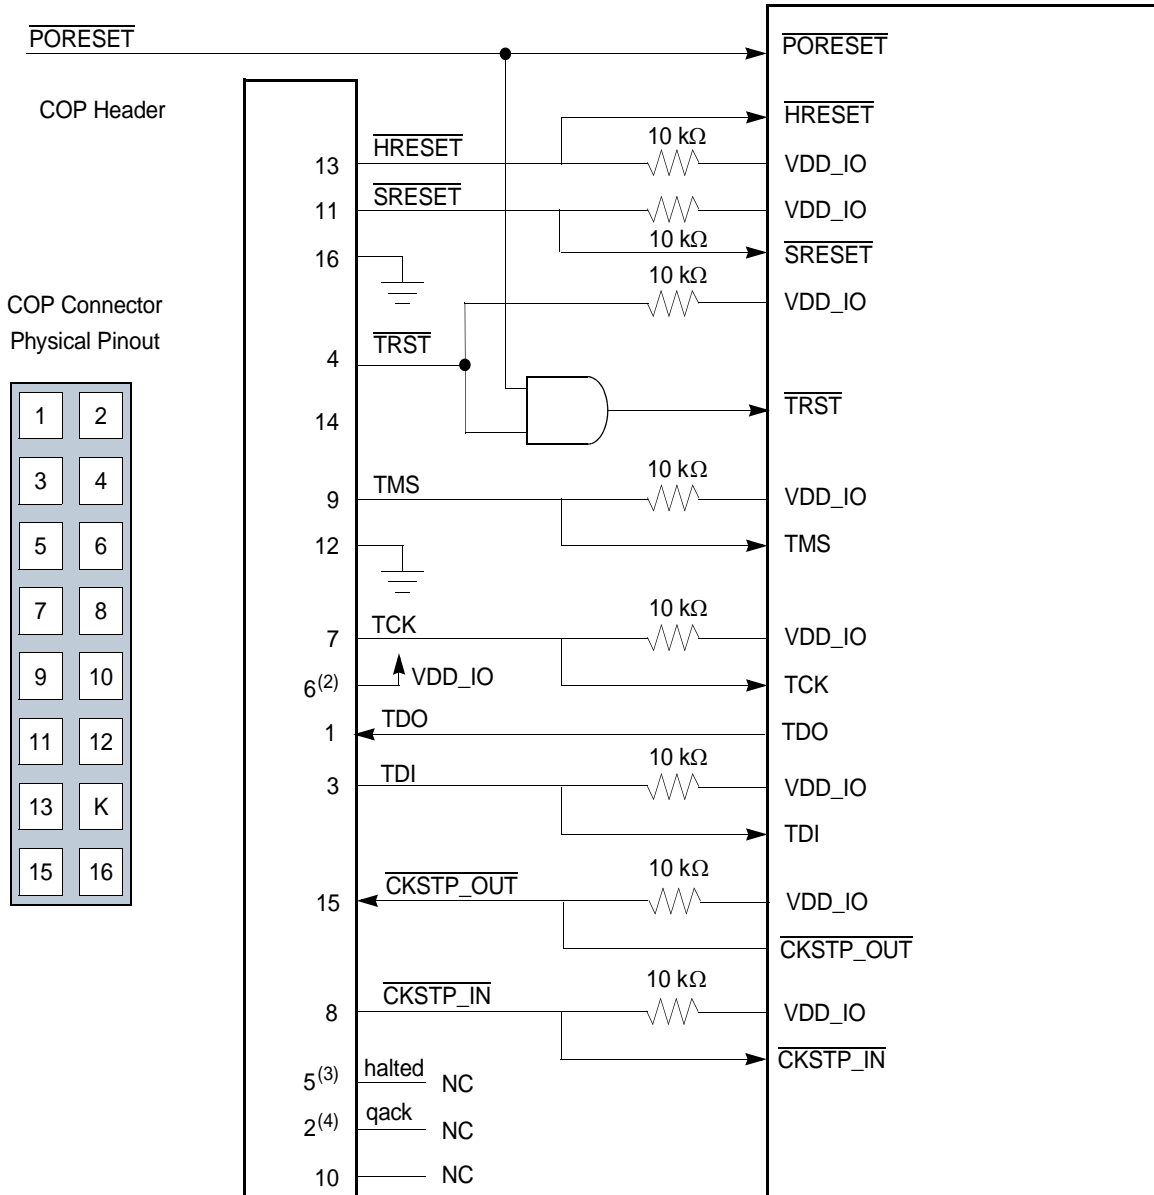 PORESET
PORESET
COP Header
HRESET
10 kΩ
13
HRESET
VDD_IO
11
SRESET
VDD_IO
10 kΩ
SRESET
16
10 kΩ
VDD_IO
COP Connector
Physical Pinout
4
TRST
14
TRST
1 2
3 4
5 6
7 8
9 10
11 12
13 K
15 16
10 kΩ
9
TMS
VDD_IO
12
TMS
10 kΩ
7
TCK
VDD_IO
6(2)
VDD_IO
TCK
1
TDO
TDO
10 kΩ
3
TDI
VDD_IO
TDI
10 kΩ
15
CKSTP_OUT
VDD_IO
CKSTP_OUT
10 kΩ
8
CKSTP_IN
VDD_IO
CKSTP_IN
5(3)
halted
NC
2(4)
qack
NC
10
NC